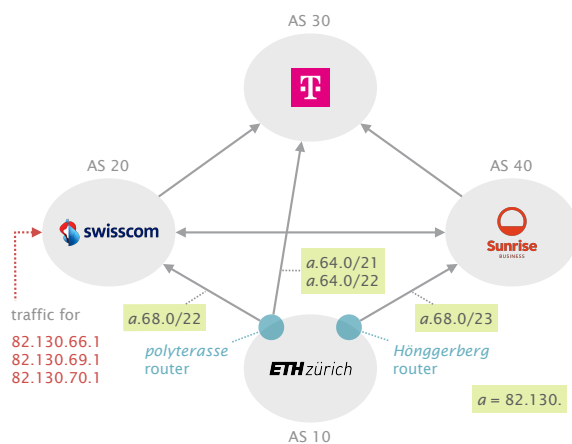 AS 30
T
AS 20
AS 40
swisscom
Sunrise
BUSINESS
a.64.0/21
a.64.0/22
traffic for
82.130.66.1
82.130.69.1
82.130.70.1
a.68.0/22
a.68.0/23
polyterasse
router
Hönggerberg
router
ETH zürich
a = 82.130.
AS 10